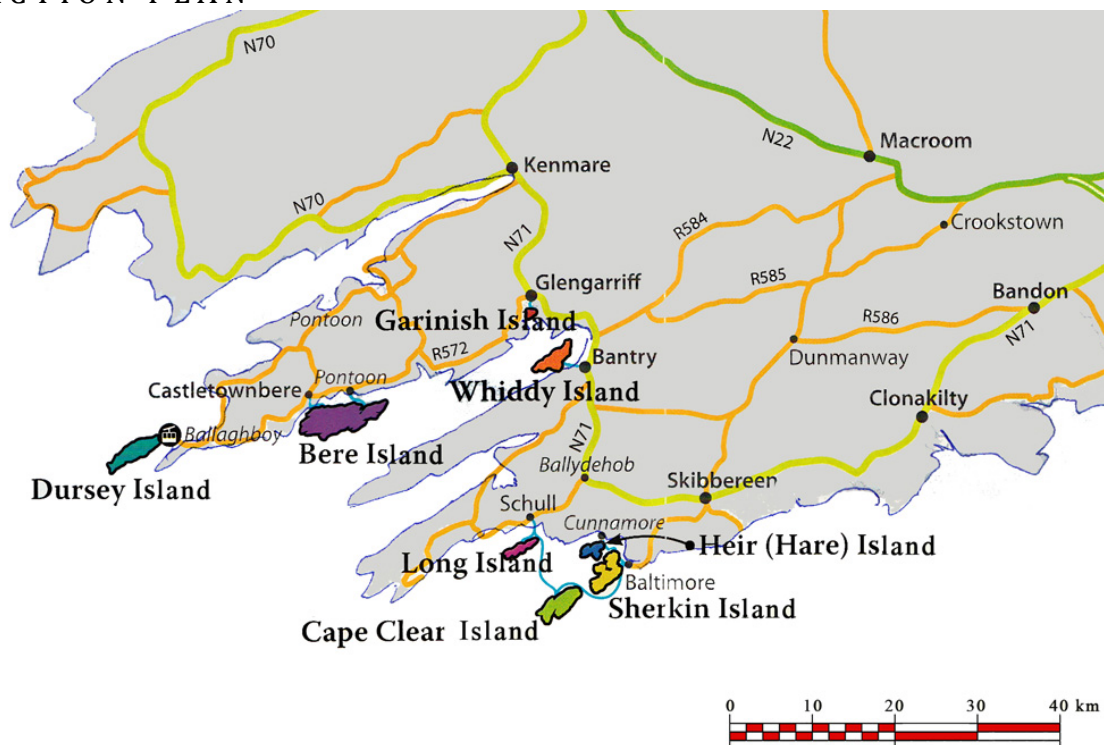 N70
N22
Macroom
Kenmare
N70
R584
Crookstown
N71
Glengarriff
R585
Bandon
Pontoon
Garinish Island
R586
N71
R572
Bantry
Dunmanway
Castletownbere
Pontoon
Whiddy Island
Clonakilty
Ballaghboy
Bere Island
N71
Ballydehob
Dursey Island
Skibbereen
Schull
Cunnamore
Long Island
Heir (Hare) Island
Baltimore
Sherkin Island
Cape Clear Island
0 10 20 30 40 km